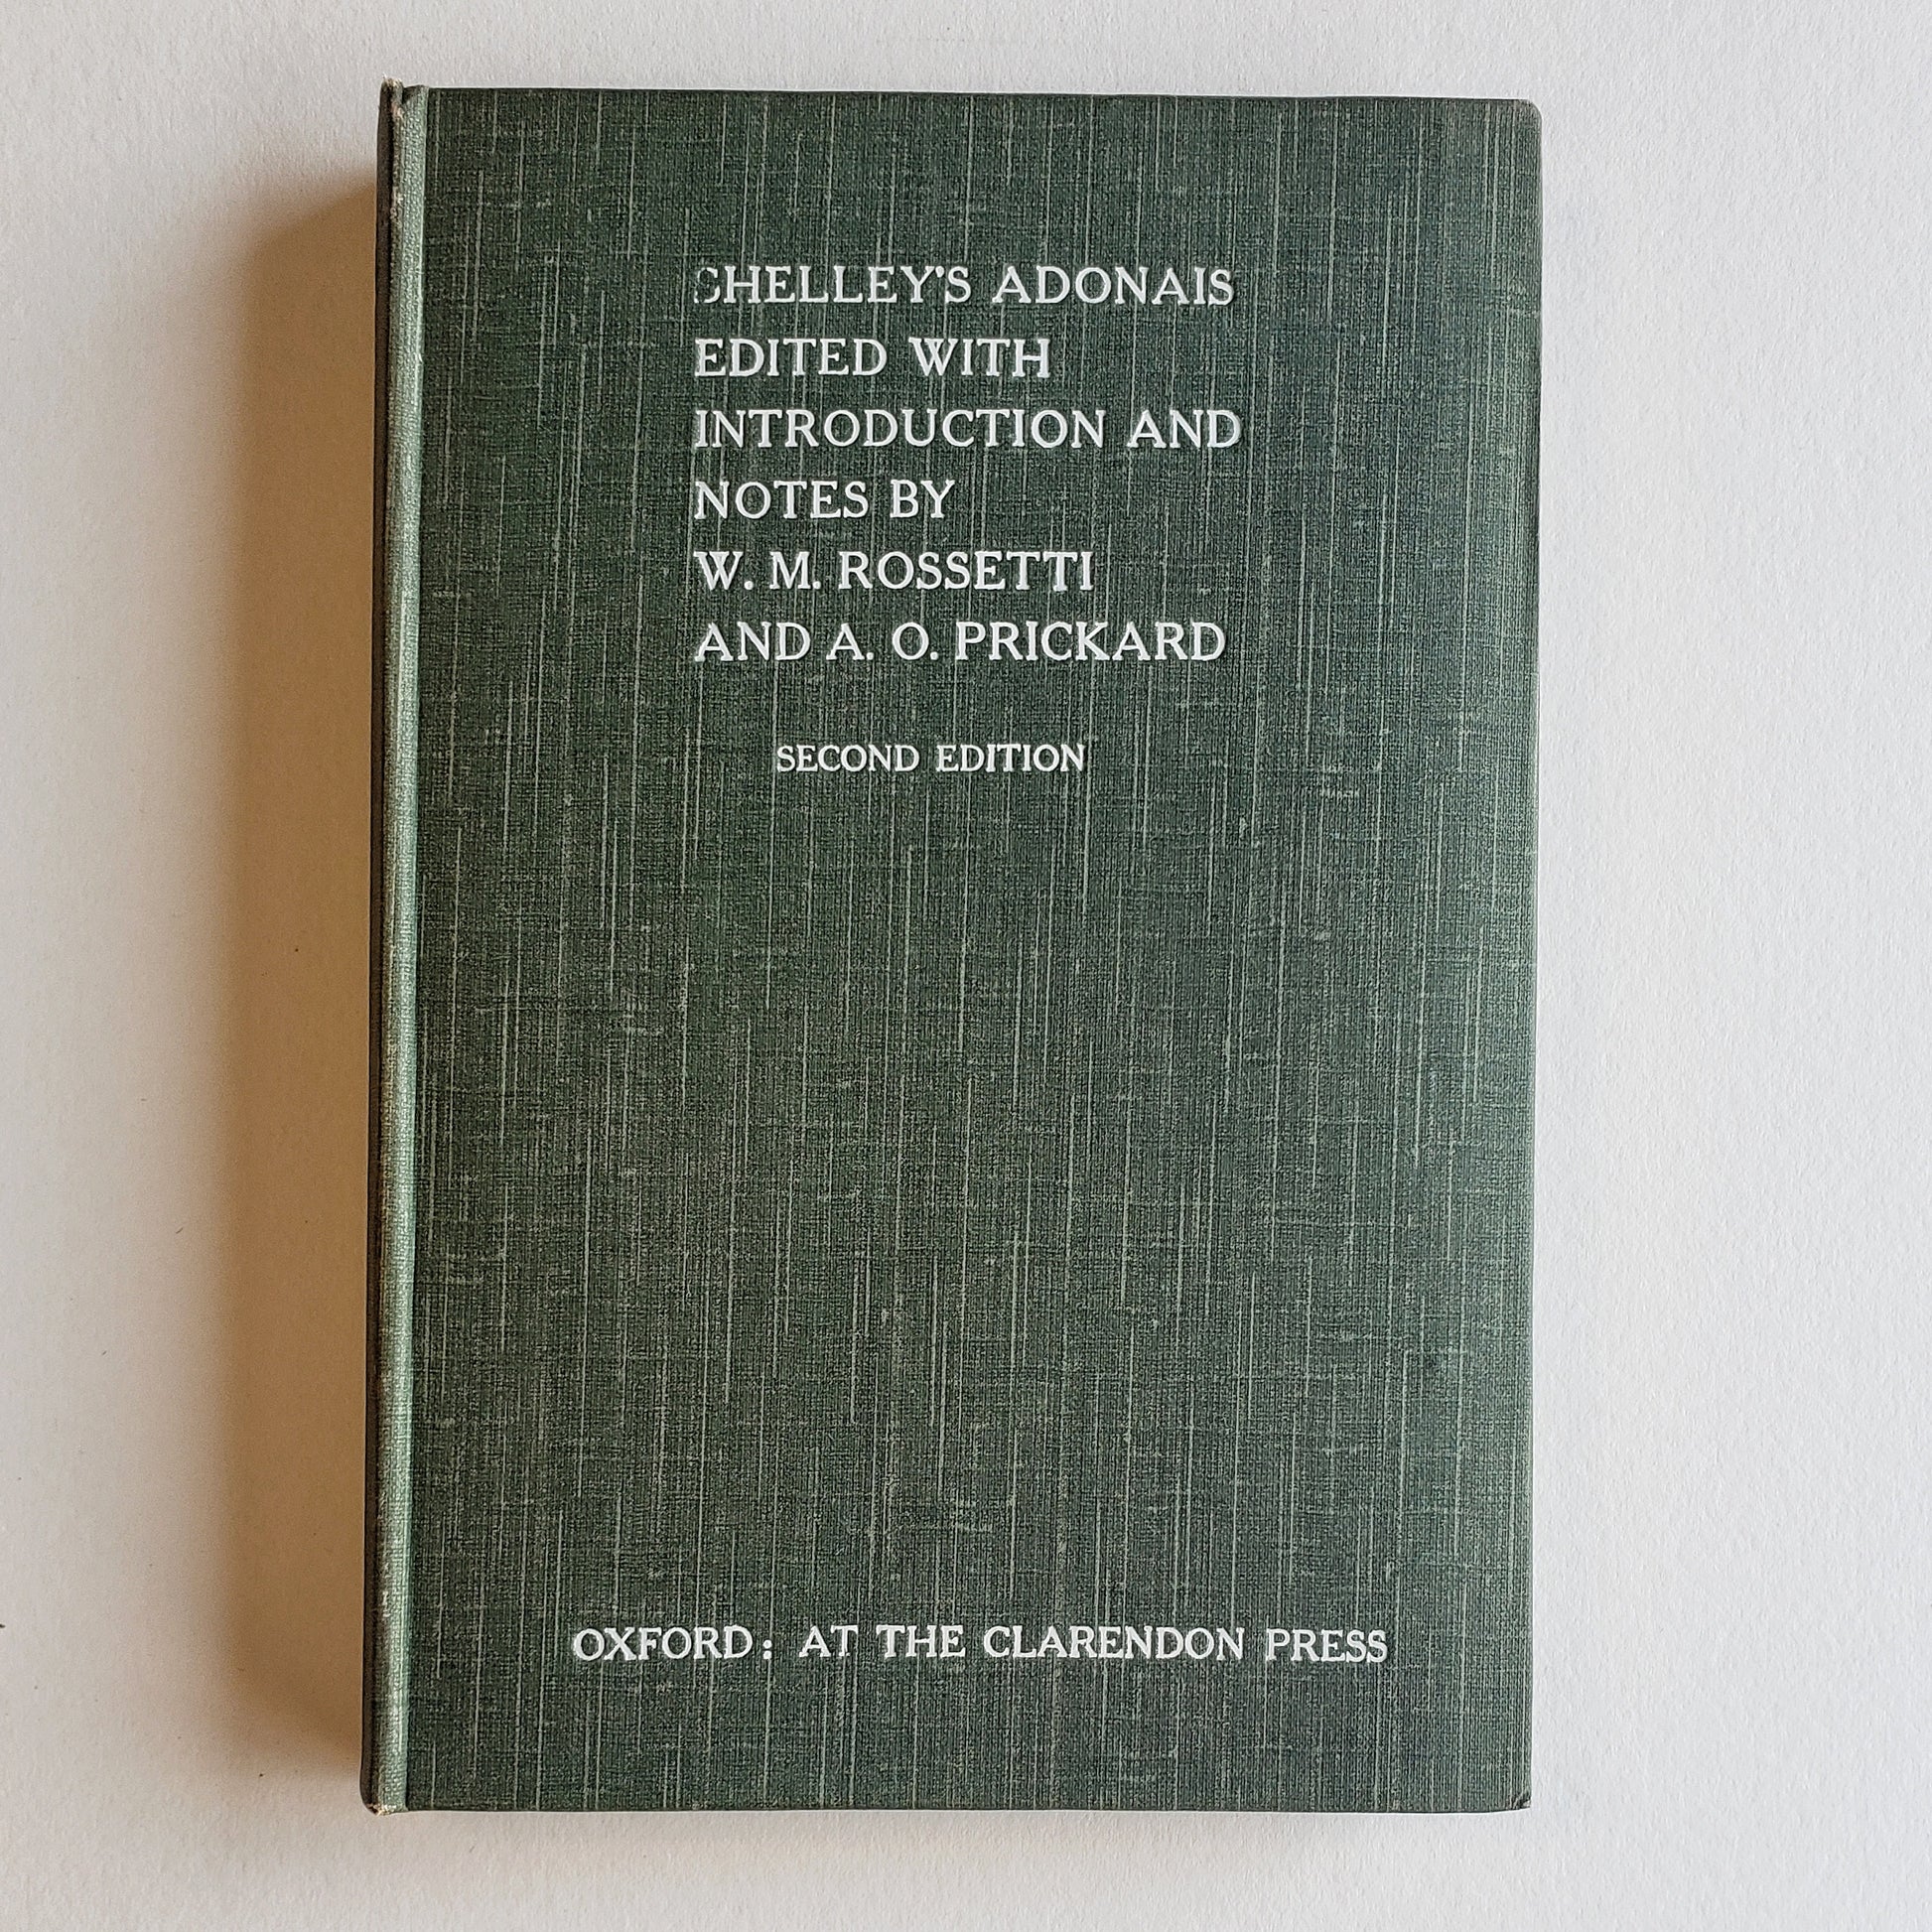 SHELLEY'S ADONAIS
EDITED WITH
INTRODUCTION AND
NOTES BY
W. M. ROSSETTI
AND A. O. PRICKARD
SECOND EDITION
OXFORD: AT THE CLARENDON PRESS